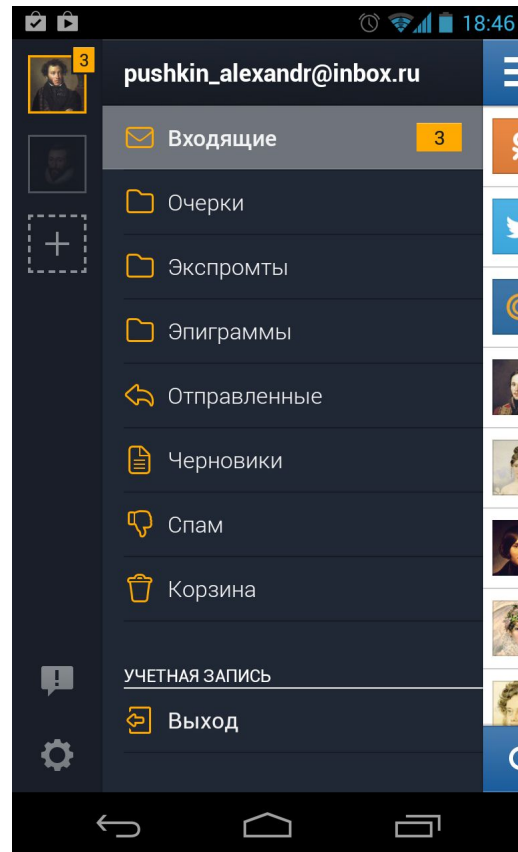 18:46
3
pushkin_alexandr@inbox.ru
Входящие 3
Очерки
Экспромты
Эпиграммы
Отправленные
Черновики
Спам
Корзина
УЧЕТНАЯ ЗАПИСЬ
Выход